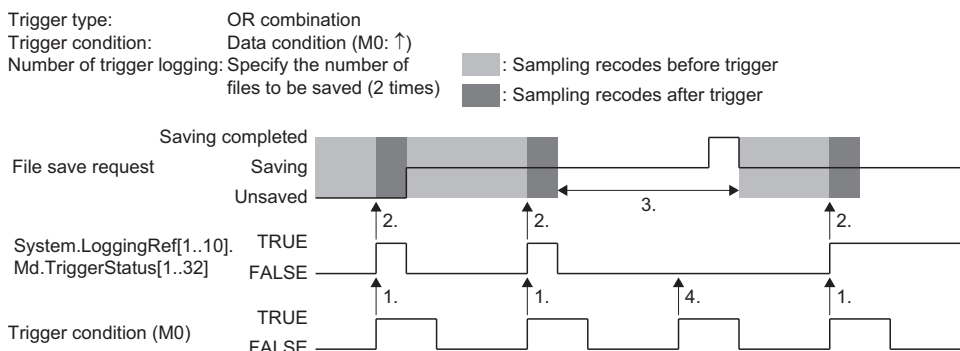 Trigger type: OR combination
Trigger condition: Data condition (M0: ↑)
Number of trigger logging: Specify the number of
files to be saved (2 times)
: Sampling recodes before trigger
: Sampling recodes after trigger
Saving completed
File save request Saving
Unsaved
3.
2. 2. 2.
System.LoggingRef[1..10].
Md.TriggerStatus[1..32]
TRUE
FALSE
1. 1. 4. 1.
Trigger condition (M0)
TRUE
FALSE